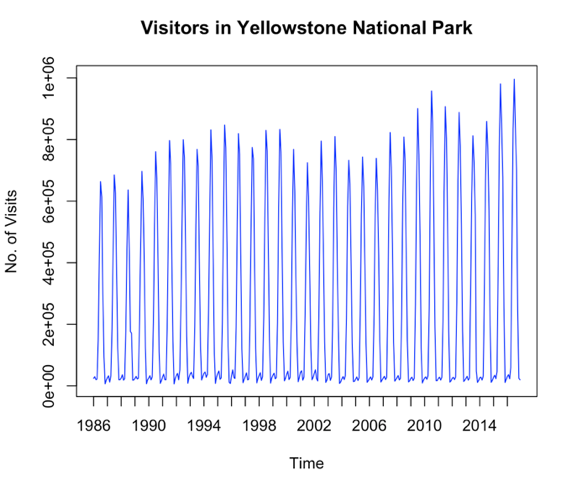 Visitors in Yellowstone National Park
No. of Visits
1e+06
8e+05
6e+05
4e+05
2e+05
0e+00
1986 1990 1994 1998 2002 2006 2010 2014
Time